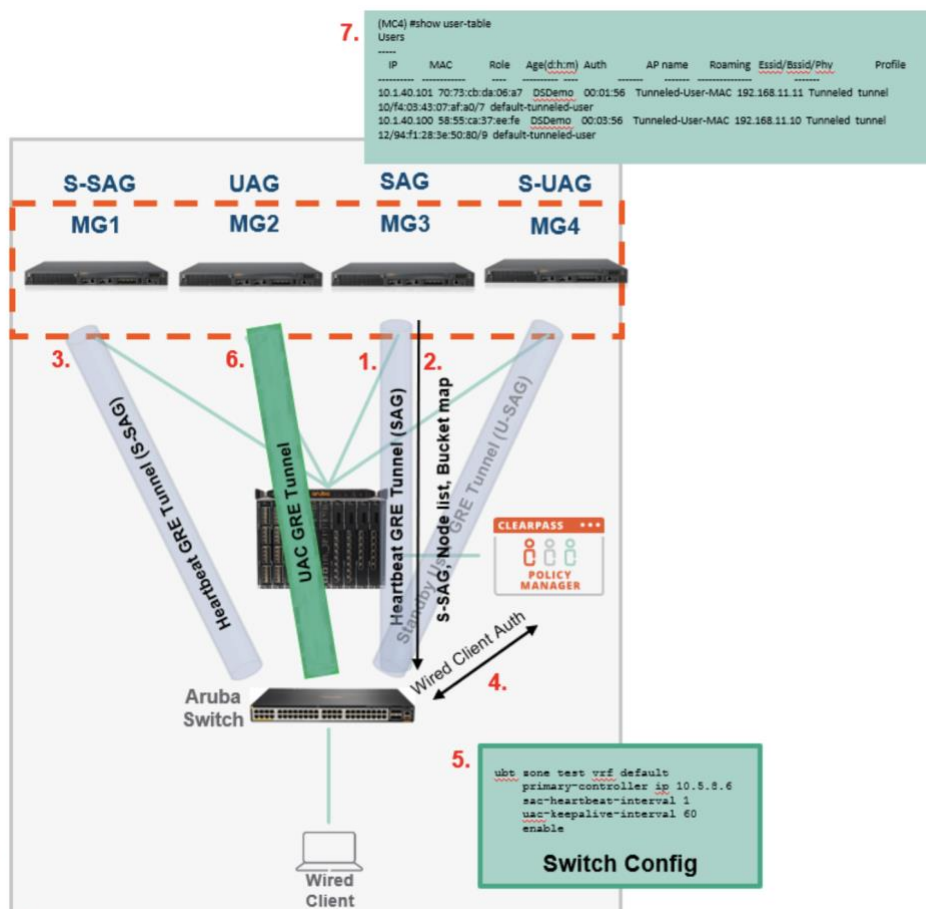 7.
(MC4) #show user-table
Users
-----
IP MAC Role Age(d:h:m) Auth AP name Roaming Essid/Bssid/Phy Profile
---------- ------------ ---- ---------- ---- ------- ------- --------------- -------
10.1.40.101 70:73:cb:da:06:a7 DSDemo 00:01:56 Tunneled-User-MAC 192.168.11.11 Tunneled tunnel
10/f4:03:43:07:af:a0/7 default-tunneled-user
10.1.40.100 58:55:ca:37:ee:fe DSDemo 00:03:56 Tunneled-User-MAC 192.168.11.10 Tunneled tunnel
12/94:f1:28:3e:50:80/9 default-tunneled-user
S-SAG UAG SAG S-UAG
MG1 MG2 MG3 MG4
3. 6. 1. 2.
Heartbeat GRE Tunnel (S-SAG)
UAC GRE Tunnel
Heartbeat GRE Tunnel (SAG)
S-SAG, Node list, Bucket map
Standby User GRE Tunnel (U-SAG)
aruba
CLEARPASS
POLICY
MANAGER
Wired Client Auth
4.
Aruba
Switch
5.
ubt zone test vrf default
primary-controller ip 10.5.8.6
sac-heartbeat-interval 1
uac-keepalive-interval 60
enable
Switch Config
Wired
Client